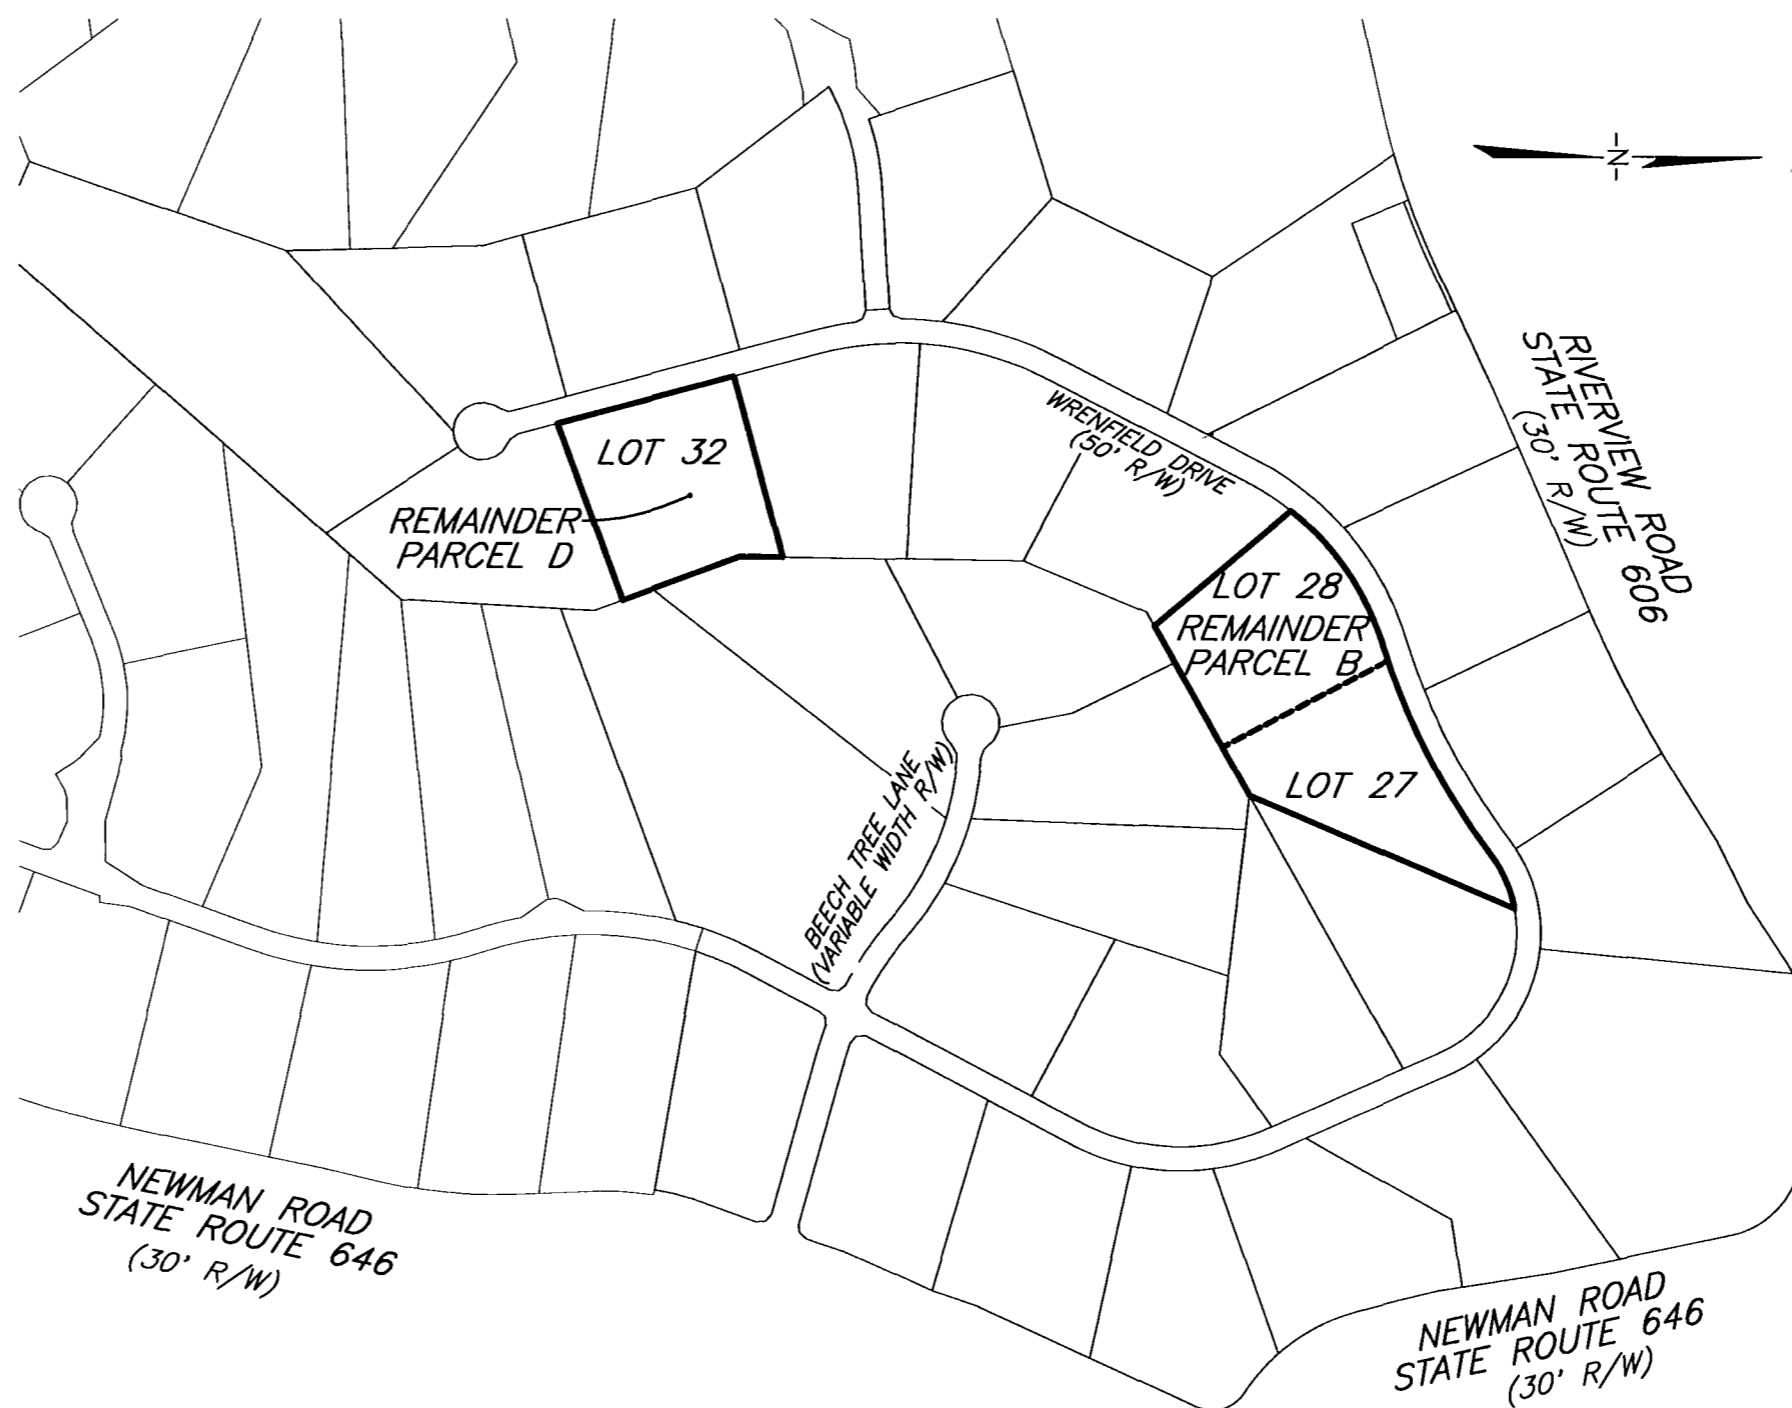 N
RIVERVIEW ROAD
STATE ROUTE 606
(30' R/W)
WRENFIELD DRIVE
(50' R/W)
LOT 32
REMAINDER
PARCEL D
LOT 28
REMAINDER
PARCEL B
LOT 27
BEECH TREE LANE
(VARIABLE WIDTH R/W)
NEWMAN ROAD
STATE ROUTE 646
(30' R/W)
NEWMAN ROAD
STATE ROUTE 646
(30' R/W)